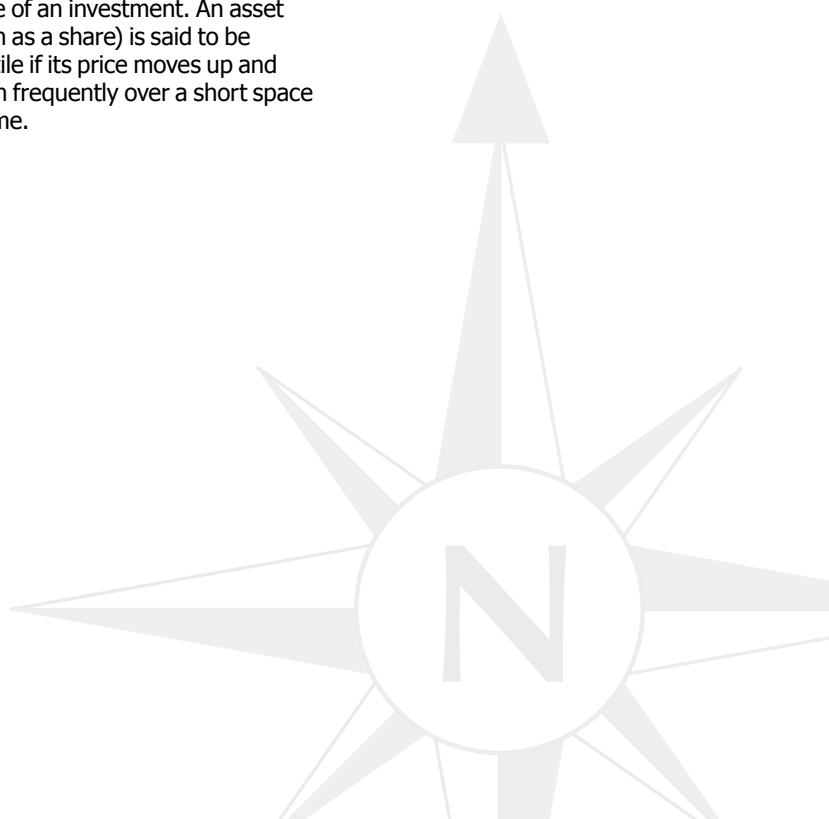 e of an investment. An asset
n as a share) is said to be
tile if its price moves up and
n frequently over a short space
me.
N